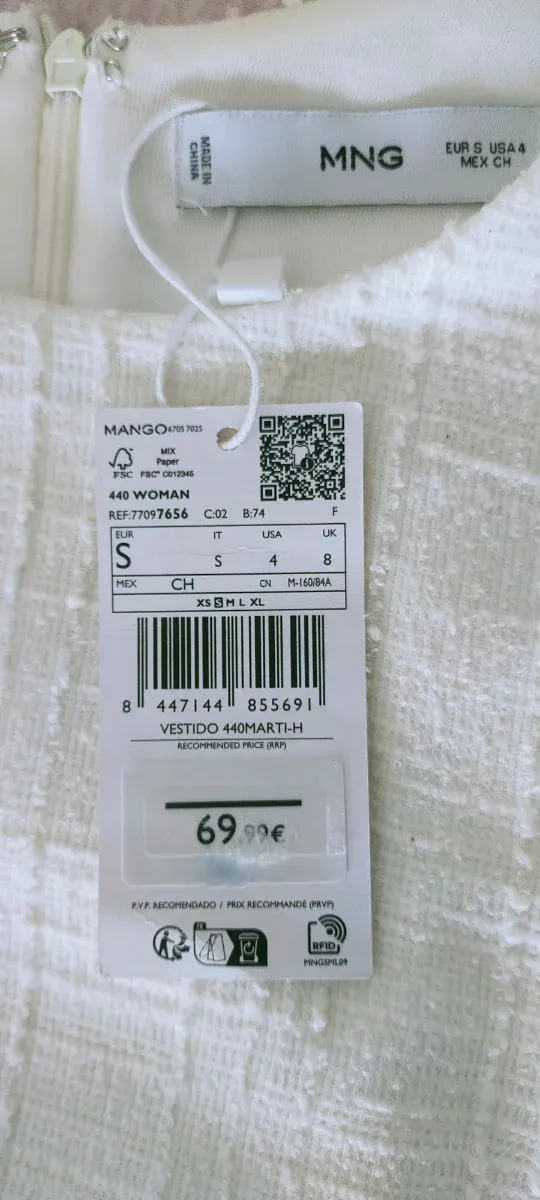 MADE IN
CHINA
MNG
EUR S USA 4
MEX CH
MANGO 6705 7025
FSC
MIX
Paper
FSC™ C012345
440 WOMAN
REF:77097656 C:02 B:74 F
EUR IT USA UK
S S 4 8
MEX CH CN M-160/84A
XS S M L XL
8 447144 855691
VESTIDO 440MARTI-H
RECOMMENDED PRICE (RRP)
69.99€
P.V.P. RECOMENDADO / PRIX RECOMMANDÉ (PRVP)
FR
RFID
MNGSML09